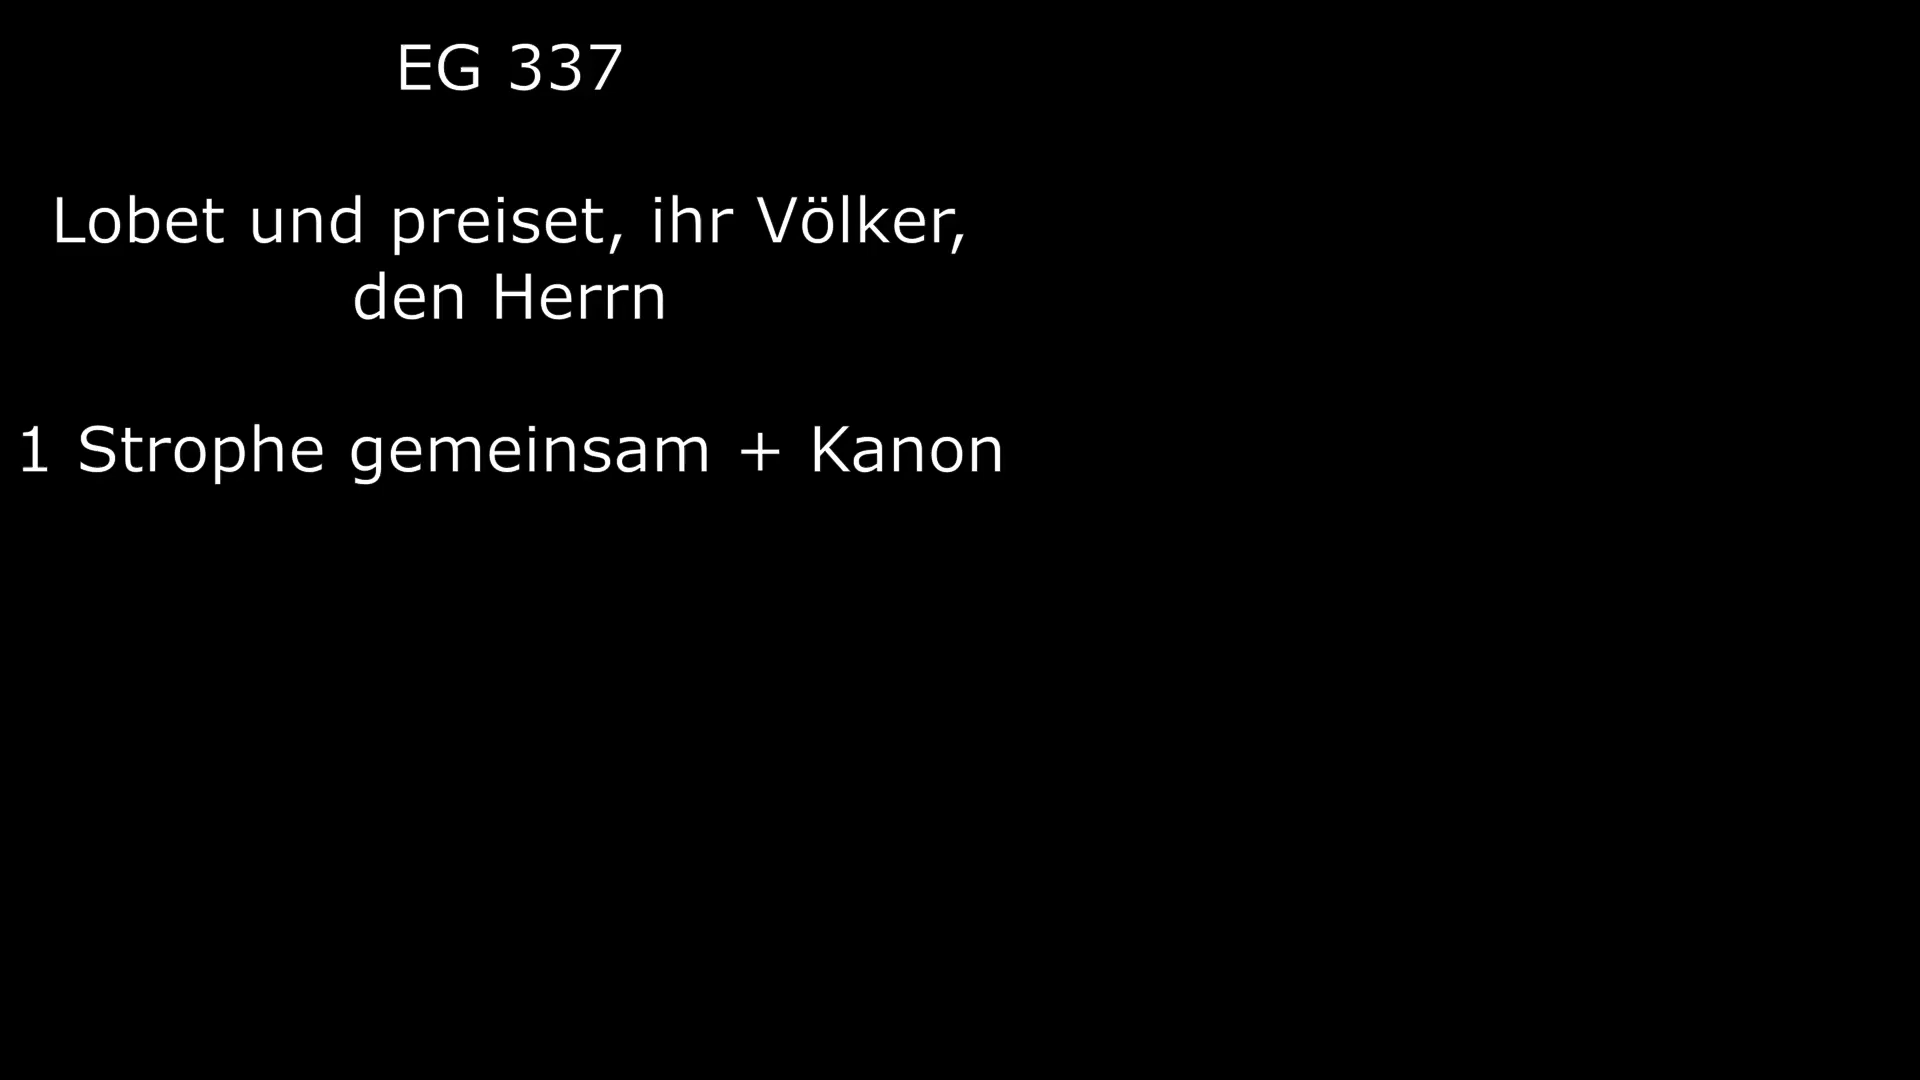 EG 337
Lobet und preiset, ihr Völker,
den Herrn
1 Strophe gemeinsam + Kanon